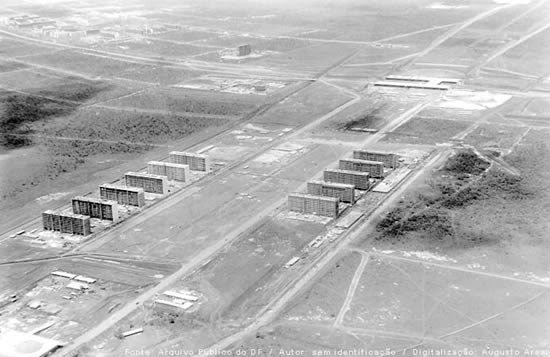 Fonte: Arquivo Público do DF. / Autor: sem identificação / Digitalização: Augusto Areal